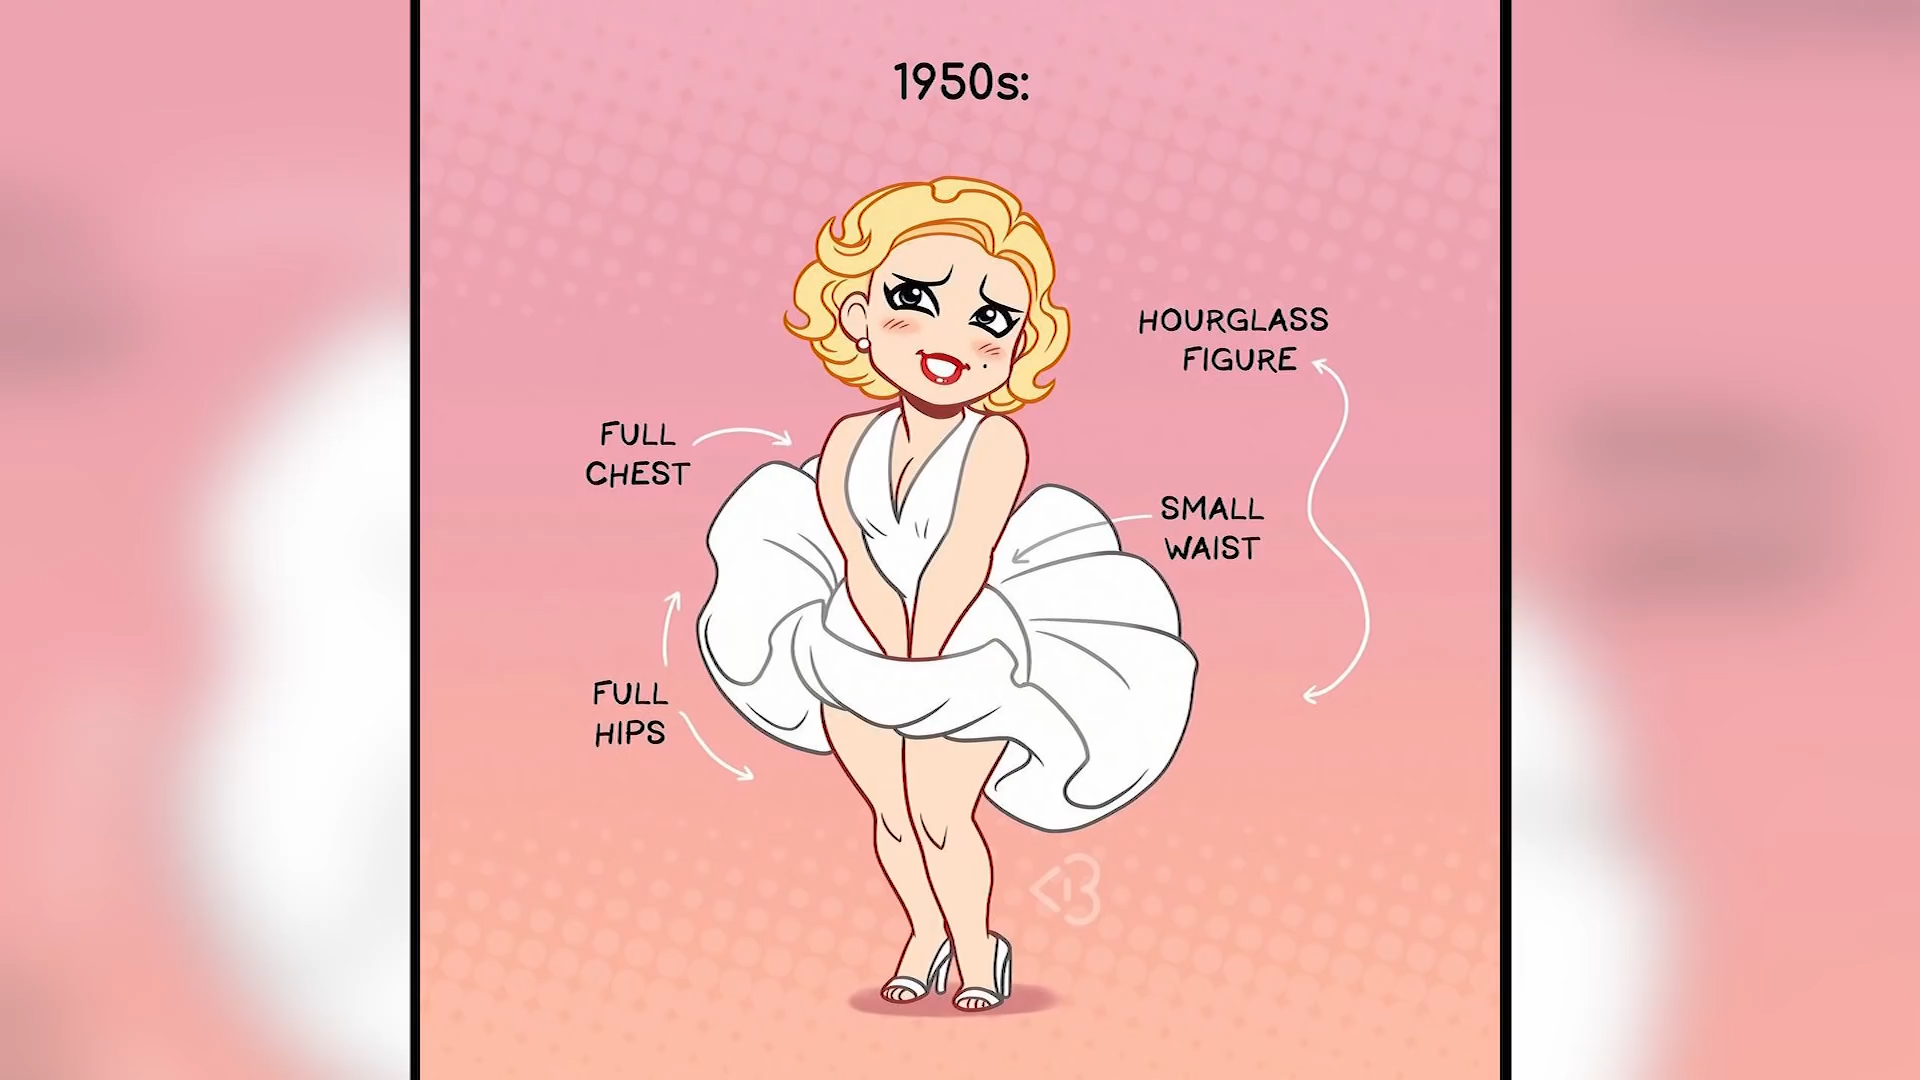 1950s:
HOURGLASS
FIGURE
FULL
CHEST
SMALL
WAIST
FULL
HIPS